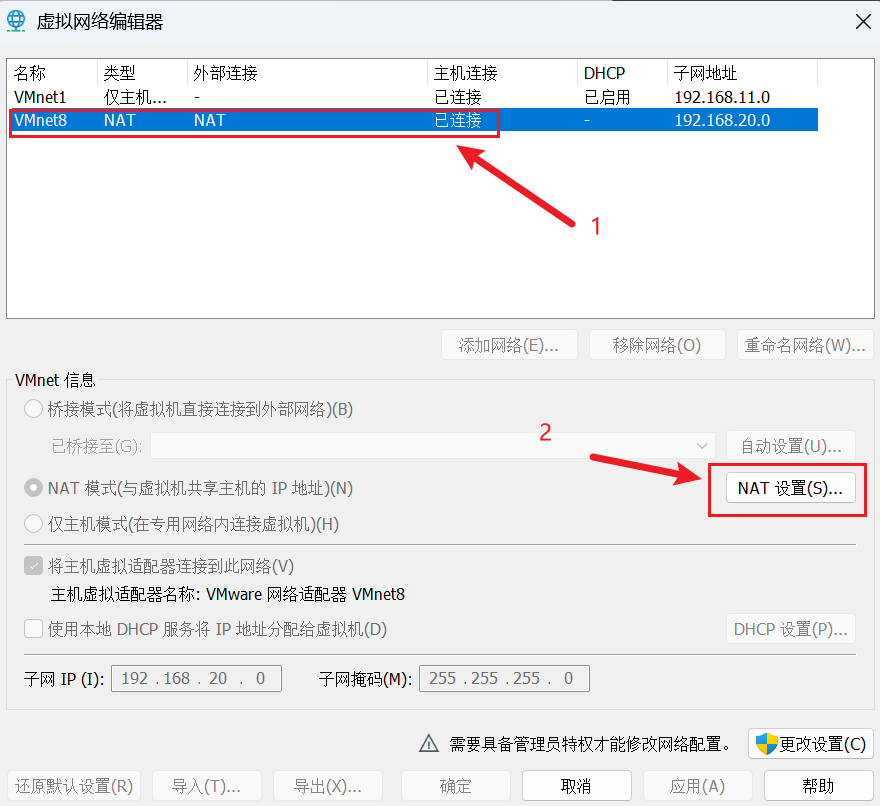 虚拟网络编辑器
名称 类型 外部连接 主机连接 DHCP 子网地址
VMnet1 仅主机... - 已连接 已启用 192.168.11.0
VMnet8 NAT NAT 已连接 - 192.168.20.0
1
添加网络(E)... 移除网络(O) 重命名网络(W)...
VMnet 信息
桥接模式(将虚拟机直接连接到外部网络)(B)
2
已桥接至(G): 自动设置(U)...
NAT 模式(与虚拟机共享主机的 IP 地址)(N) NAT 设置(S)...
仅主机模式(在专用网络内连接虚拟机)(H)
将主机虚拟适配器连接到此网络(V)
主机虚拟适配器名称: VMware 网络适配器 VMnet8
使用本地 DHCP 服务将 IP 地址分配给虚拟机(D) DHCP 设置(P)...
子网 IP (I): 192 . 168 . 20 . 0 子网掩码(M): 255 . 255 . 255 . 0
需要具备管理员特权才能修改网络配置。 更改设置(C)
还原默认设置(R) 导入(T)... 导出(X)... 确定 取消 应用(A) 帮助